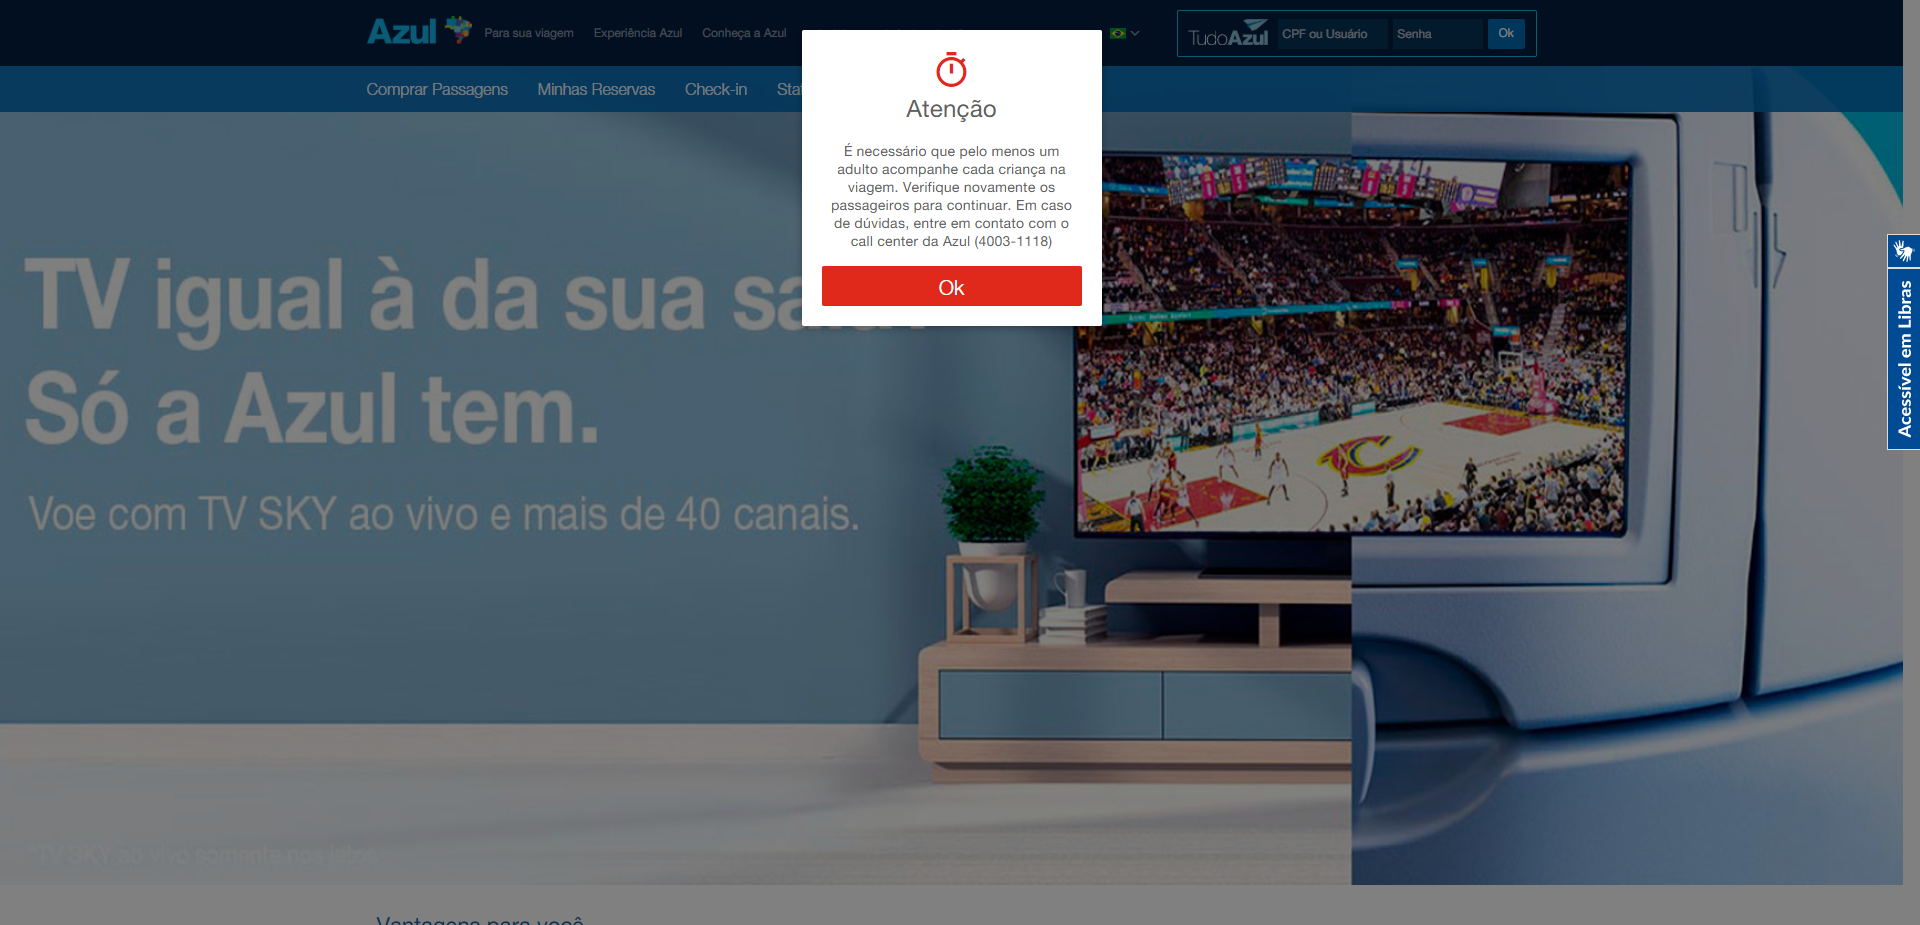 Azul
Para sua viagem
Experiência Azul
Conheça a Azul
TudoAzul
CPF ou Usuário
Senha
Ok
Comprar Passagens
Minhas Reservas
Check-in
Atenção
É necessário que pelo menos um
adulto acompanhe cada criança na
viagem. Verifique novamente os
passageiros para continuar. Em caso
de dúvidas, entre em contato com o
call center da Azul (4003-1118)
Ok
TV igual à da sua
Só a Azul tem.
Voe com TV SKY ao vivo e mais de 40 canais.
*TV SKY ao vivo somente nos jatos
Acessível em Libras
Vantagens para você